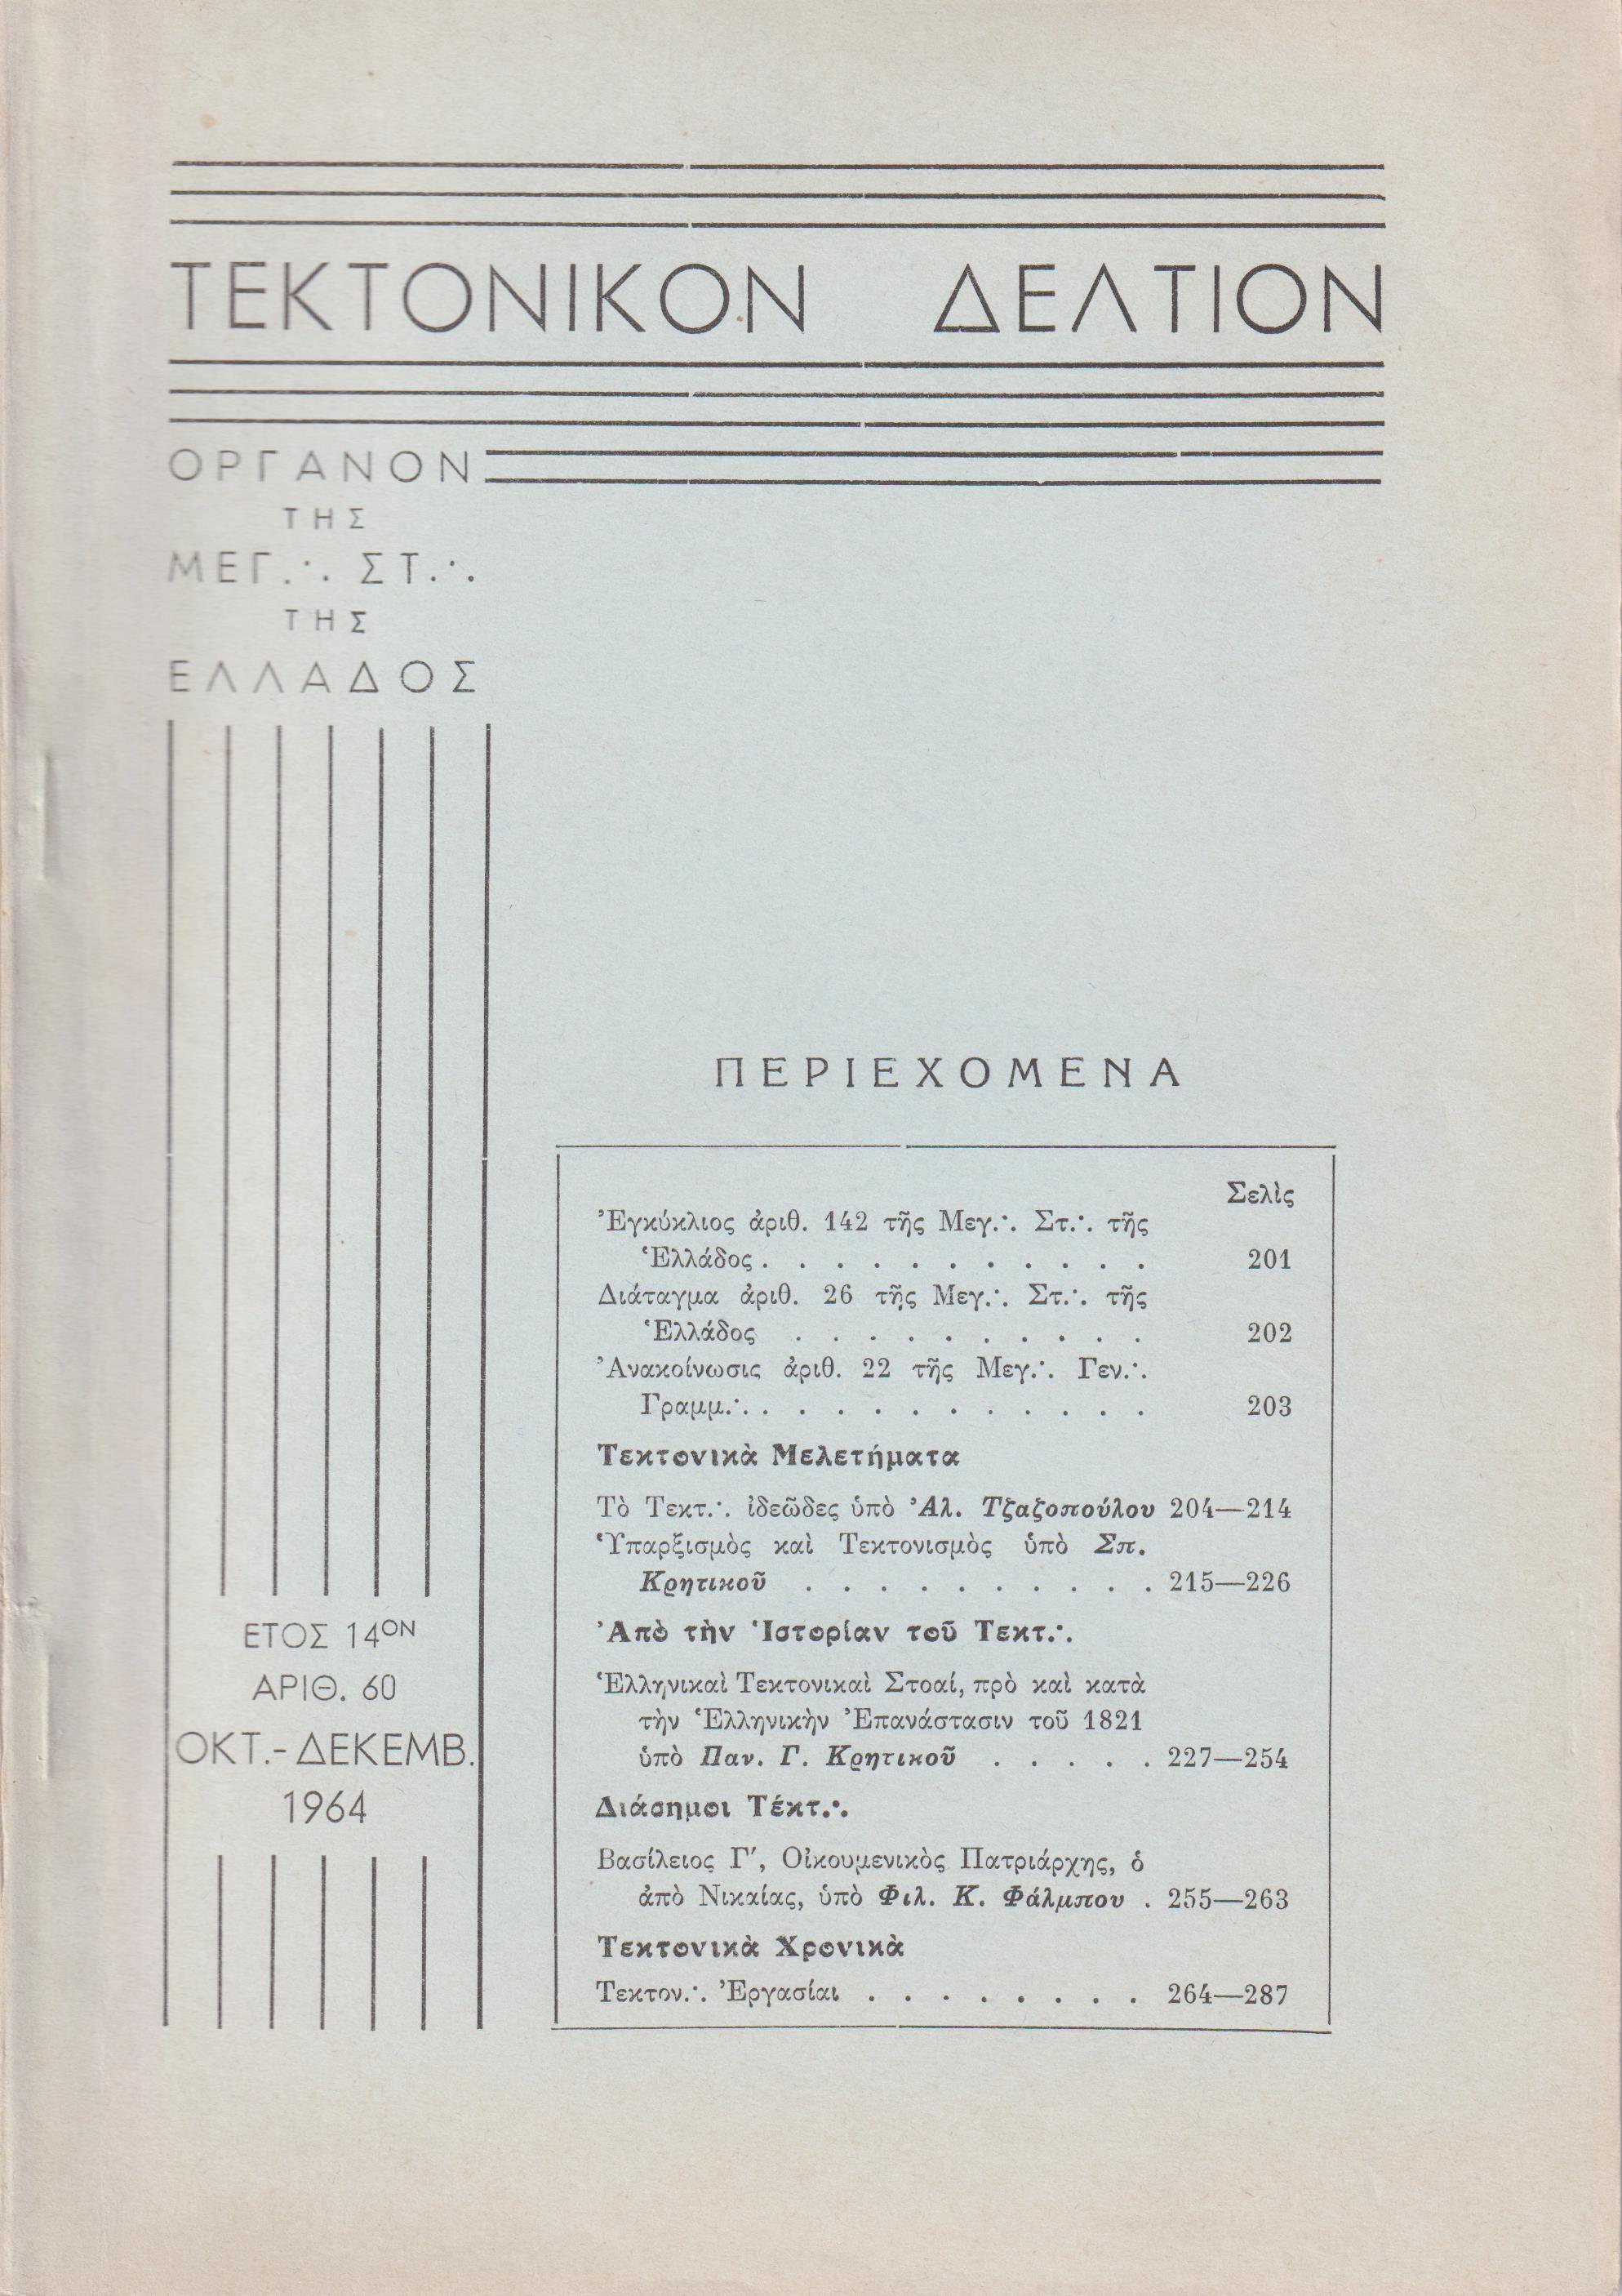 ΤΕΚΤΟΝΙΚΟΝ ΔΕΛΤΙΟΝ
ΟΡΓΑΝΟΝ
ΤΗΣ
ΜΕΓ.·. ΣΤ.·.
ΤΗΣ
ΕΛΛΑΔΟΣ
ΕΤΟΣ 14ΟΝ
ΑΡΙΘ. 60
ΟΚΤ.-ΔΕΚΕΜΒ.
1964
ΠΕΡΙΕΧΟΜΕΝΑ
Σελὶς
Ἐγκύκλιος ἀριθ. 142 τῆς Μεγ.·. Στ.·. τῆς
Ἑλλάδος . . . . . . . . . . . 201
Διάταγμα ἀριθ. 26 τῆς Μεγ.·. Στ.·. τῆς
Ἑλλάδος . . . . . . . . . . 202
Ἀνακοίνωσις ἀριθ. 22 τῆς Μεγ.·. Γεν.·.
Γραμμ.·. . . . . . . . . . . . 203
Τεκτονικὰ Μελετήματα
Τὸ Τεκτ.·. ἰδεῶδες ὑπὸ Ἀλ. Τζαζοπούλου 204—214
Ὑπαρξισμὸς καὶ Τεκτονισμὸς ὑπὸ Σπ.
Κρητικοῦ . . . . . . . . . . 215—226
Ἀπὸ τὴν Ἱστορίαν τοῦ Τεκτ.·.
Ἑλληνικαὶ Τεκτονικαὶ Στοαί, πρὸ καὶ κατὰ
τὴν Ἑλληνικὴν Ἐπανάστασιν τοῦ 1821
ὑπὸ Παν. Γ. Κρητικοῦ . . . . . 227—254
Διάσημοι Τέκτ.·.
Βασίλειος Γ′, Οἰκουμενικὸς Πατριάρχης, ὁ
ἀπὸ Νικαίας, ὑπὸ Φιλ. Κ. Φάλμπου . 255—263
Τεκτονικὰ Χρονικὰ
Τεκτον.·. Ἐργασίαι . . . . . . . . 264—287